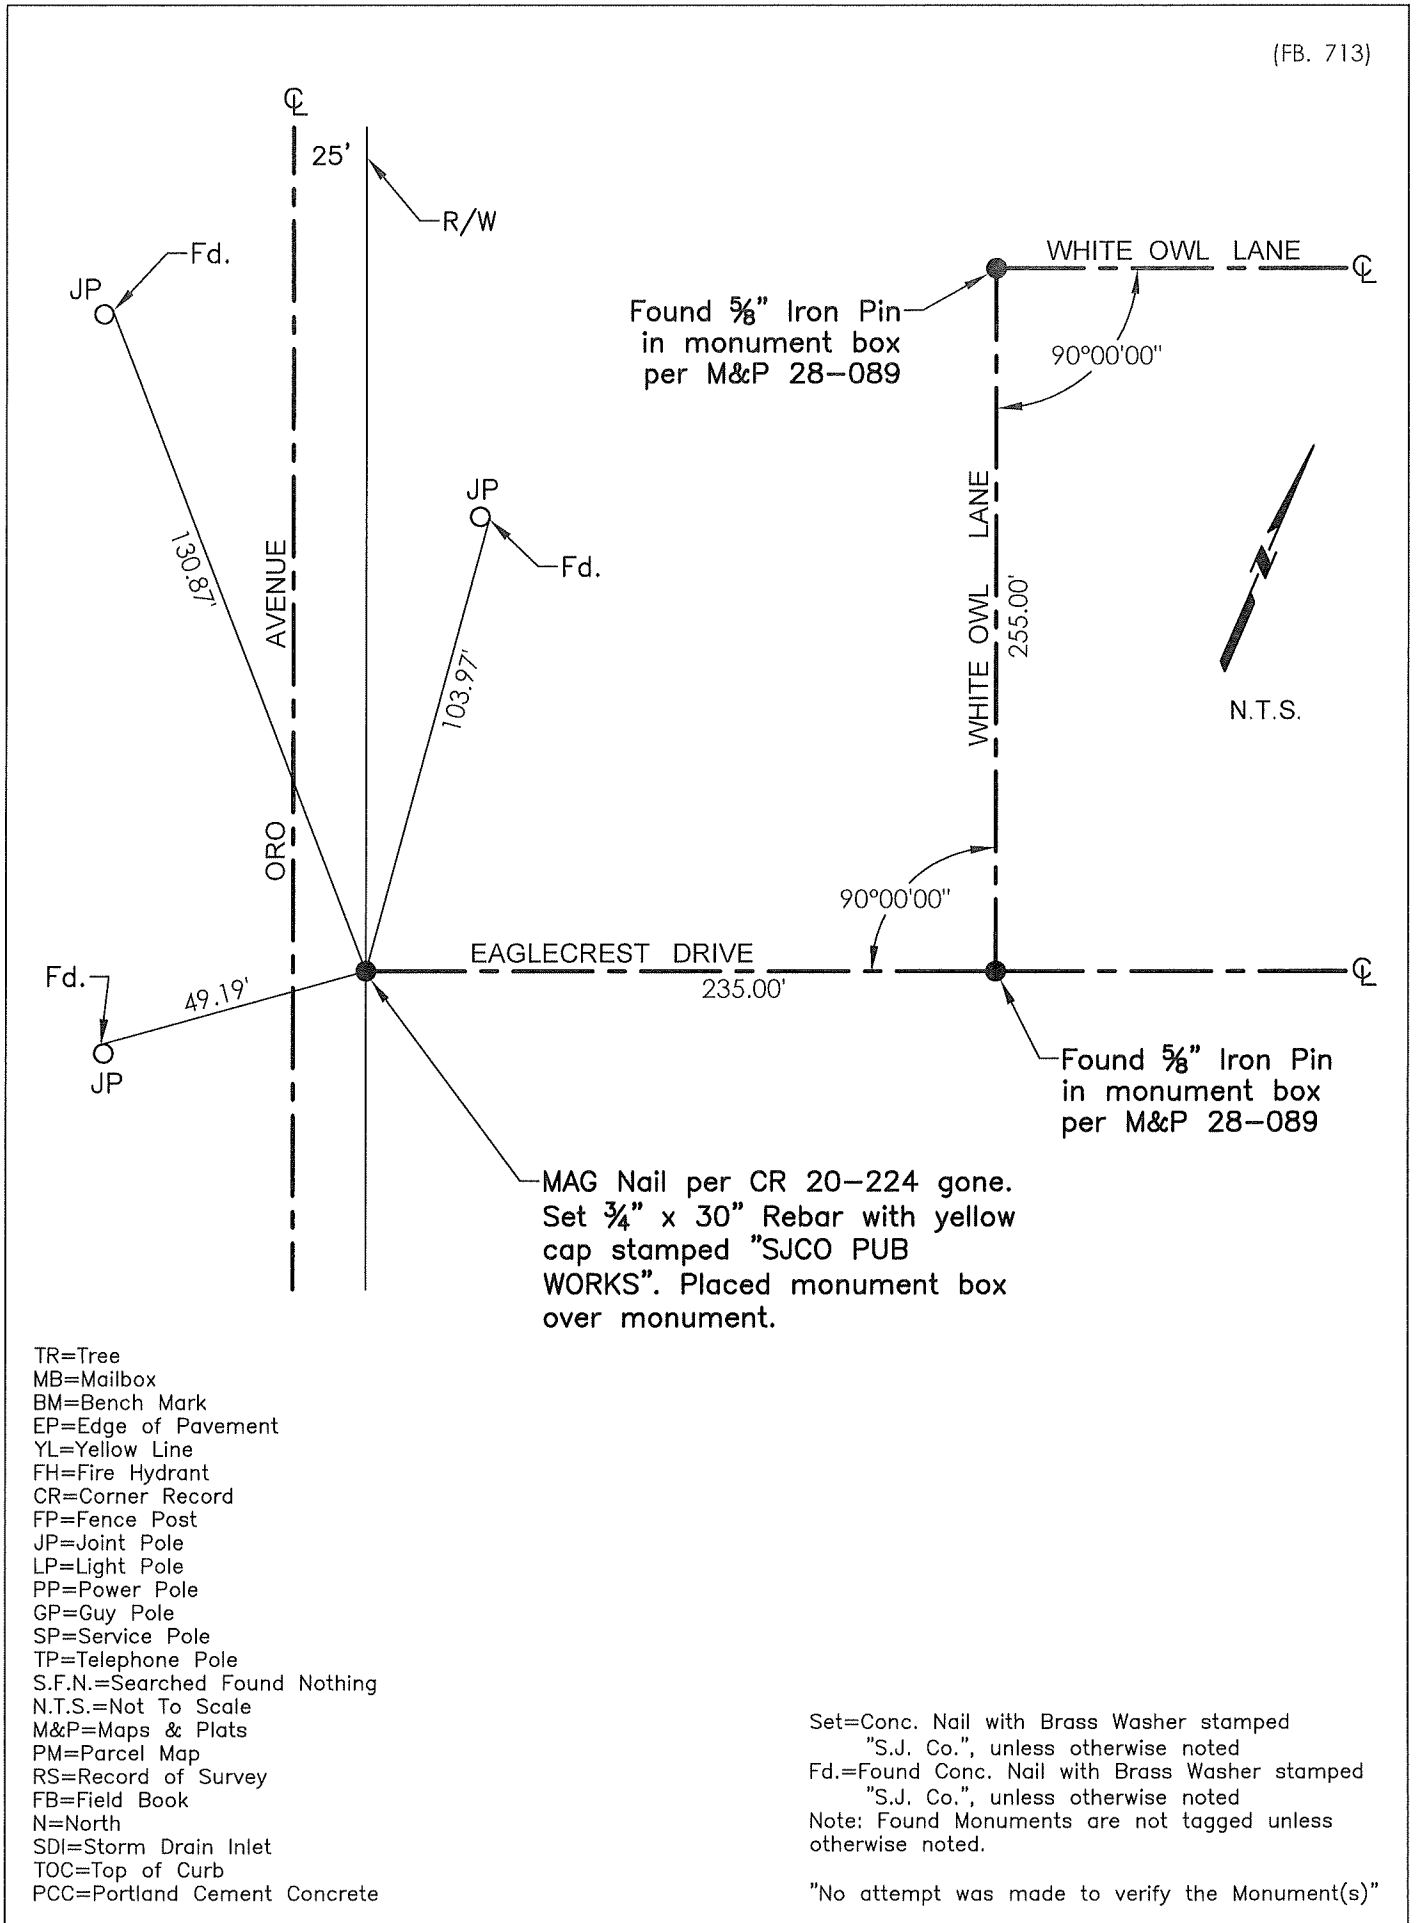 (FB. 713)
℄
25'
R/W
Fd.
JP
WHITE OWL LANE
℄
Found ⅝" Iron Pin
in monument box
per M&P 28-089
90°00'00"
JP
Fd.
130.87'
AVENUE
ORO
103.97'
WHITE OWL LANE
255.00'
N
N.T.S.
90°00'00"
EAGLECREST DRIVE
235.00'
℄
Fd.
49.19'
JP
Found ⅝" Iron Pin
in monument box
per M&P 28-089
MAG Nail per CR 20-224 gone.
Set ¾" x 30" Rebar with yellow
cap stamped "SJCO PUB
WORKS". Placed monument box
over monument.
TR=Tree
MB=Mailbox
BM=Bench Mark
EP=Edge of Pavement
YL=Yellow Line
FH=Fire Hydrant
CR=Corner Record
FP=Fence Post
JP=Joint Pole
LP=Light Pole
PP=Power Pole
GP=Guy Pole
SP=Service Pole
TP=Telephone Pole
S.F.N.=Searched Found Nothing
N.T.S.=Not To Scale
M&P=Maps & Plats
PM=Parcel Map
RS=Record of Survey
FB=Field Book
N=North
SDI=Storm Drain Inlet
TOC=Top of Curb
PCC=Portland Cement Concrete
Set=Conc. Nail with Brass Washer stamped
"S.J. Co.", unless otherwise noted
Fd.=Found Conc. Nail with Brass Washer stamped
"S.J. Co.", unless otherwise noted
Note: Found Monuments are not tagged unless
otherwise noted.
"No attempt was made to verify the Monument(s)"